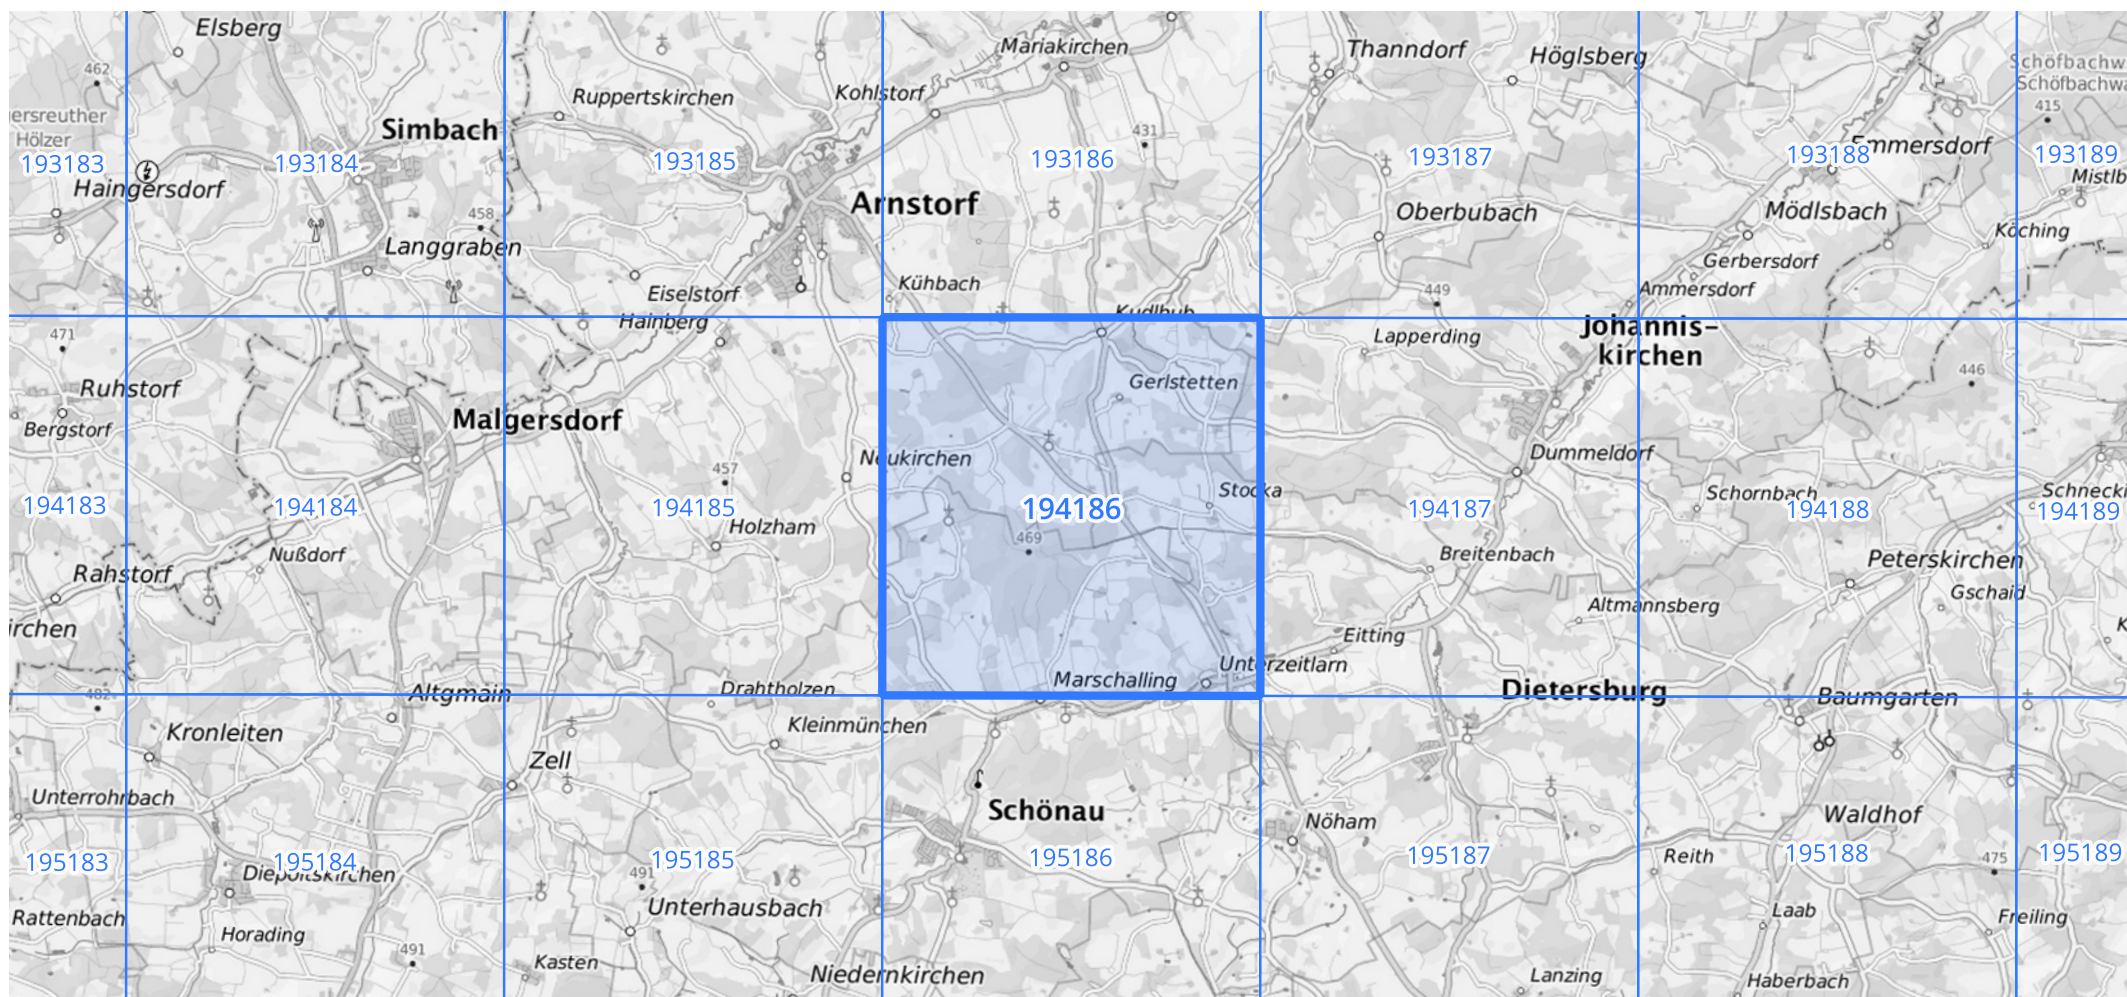 Elsberg
Mariakirchen
Thanndorf
Höglsberg
462
Ruppertskirchen
Kohlstorf
Schöfbachw
Schöfbachwa
415
ersreuther
Hölzer
Simbach
431
Emmersdorf
193183
193184
193185
193186
193187
193188
193189
Haingersdorf
Mistlb
Arnstorf
458
Oberbubach
Mödlsbach
Langgraben
Köching
Gerbersdorf
Kühbach
Eiselstorf
449
Ammersdorf
Kudlhub
Hainberg
471
Lapperding
Johannis-
kirchen
446
Ruhstorf
Gerlstetten
Bergstorf
Malgersdorf
Neukirchen
Dummeldorf
457
Stocka
Schornbach
Schnecki
194183
194184
194185
194186
194187
194188
194189
Holzham
469
Nußdorf
Breitenbach
Peterskirchen
Rahstorf
Gschaid
Altmannsberg
irchen
Eitting
K
Unterzeitlarn
Marschalling
482
Altgmain
Drahtholzen
Dietersburg
Baumgarten
Kronleiten
Kleinmünchen
Zell
Unterrohrbach
Schönau
Nöham
Waldhof
195183
195184
195185
195186
195187
195188
195189
Reith
475
Diepoltskirchen
491
Rattenbach
Unterhausbach
Laab
Freiling
Horading
491
Kasten
Niedernkirchen
Lanzing
Haberbach